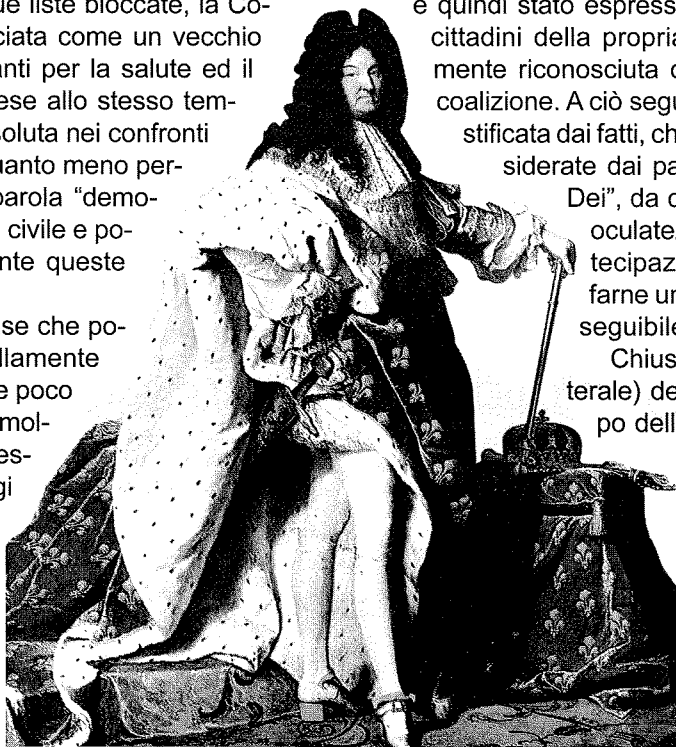 ue liste bloccate, la Co-
ciata come un vecchio
anti per la salute ed il
ese allo stesso tem-
soluta nei confronti
uanto meno per-
parola “demo-
civile e po-
nte queste
se che po-
llamente
e poco
mol-
es-
gi
è quindi stato espress
cittadini della propria
mente riconosciuta
coalizione. A ciò segu
stificata dai fatti, ch
siderate dai pa
Dei”, da
oculatez
tecipaz
farne un
seguibile
Chius
terale) de
po dell